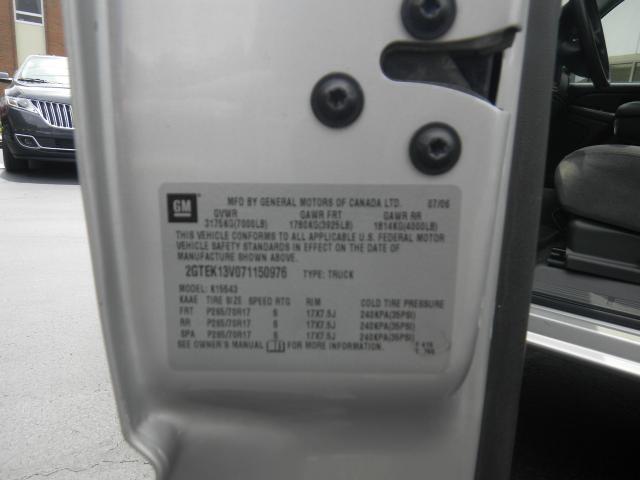 GM MFD BY GENERAL MOTORS OF CANADA LTD. 07/06
GVWR GAWR FRT GAWR RR
3175KG(7000LB) 1780KG(3925LB) 1814KG(4000LB)
THIS VEHICLE CONFORMS TO ALL APPLICABLE U.S. FEDERAL MOTOR
VEHICLE SAFETY STANDARDS IN EFFECT ON THE DATE OF
MANUFACTURE SHOWN ABOVE.
2GTEK13V071150976 TYPE: TRUCK
MODEL: K15543
TIRE SIZE SPEED RTG RIM COLD TIRE PRESSURE
FRT P265/70R17 S 17X7.5J 240KPA(35PSI)
RR P265/70R17 S 17X7.5J 240KPA(35PSI)
SPA P265/70R17 S 17X7.5J 240KPA(35PSI)
SEE OWNER'S MANUAL FOR MORE INFORMATION.